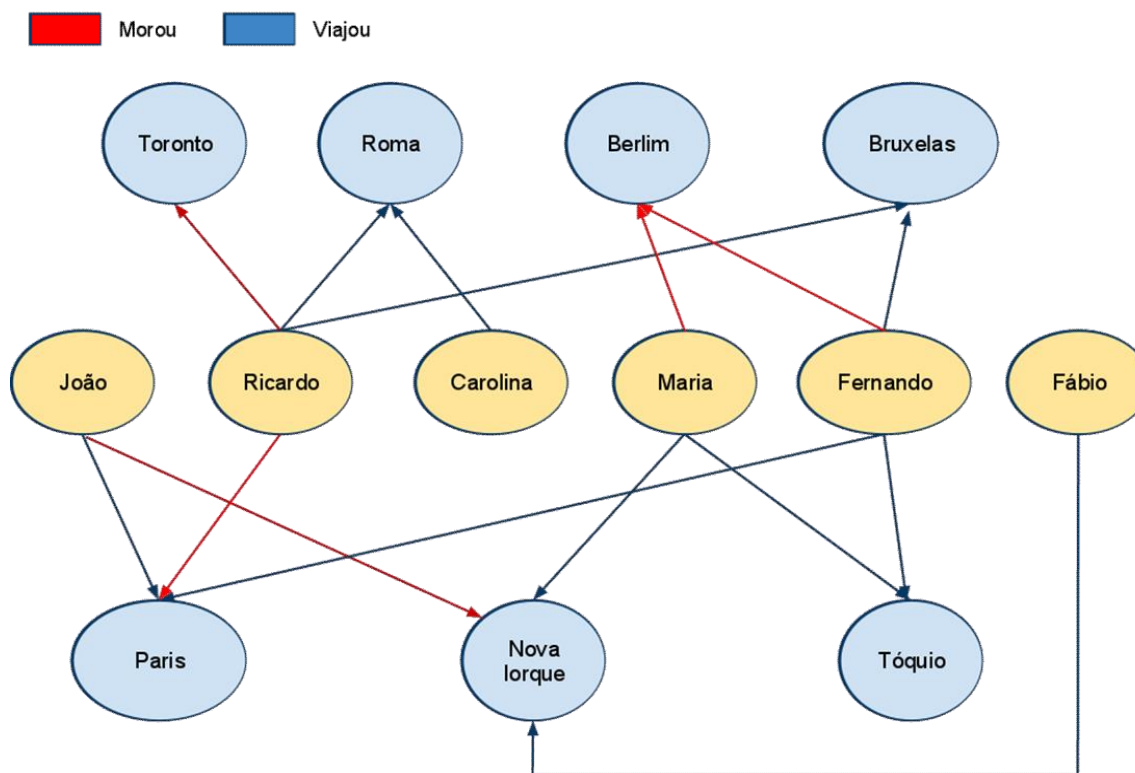 Morou
Viajou
Toronto
Roma
Berlim
Bruxelas
João
Ricardo
Carolina
Maria
Fernando
Fábio
Paris
Nova
Iorque
Tóquio